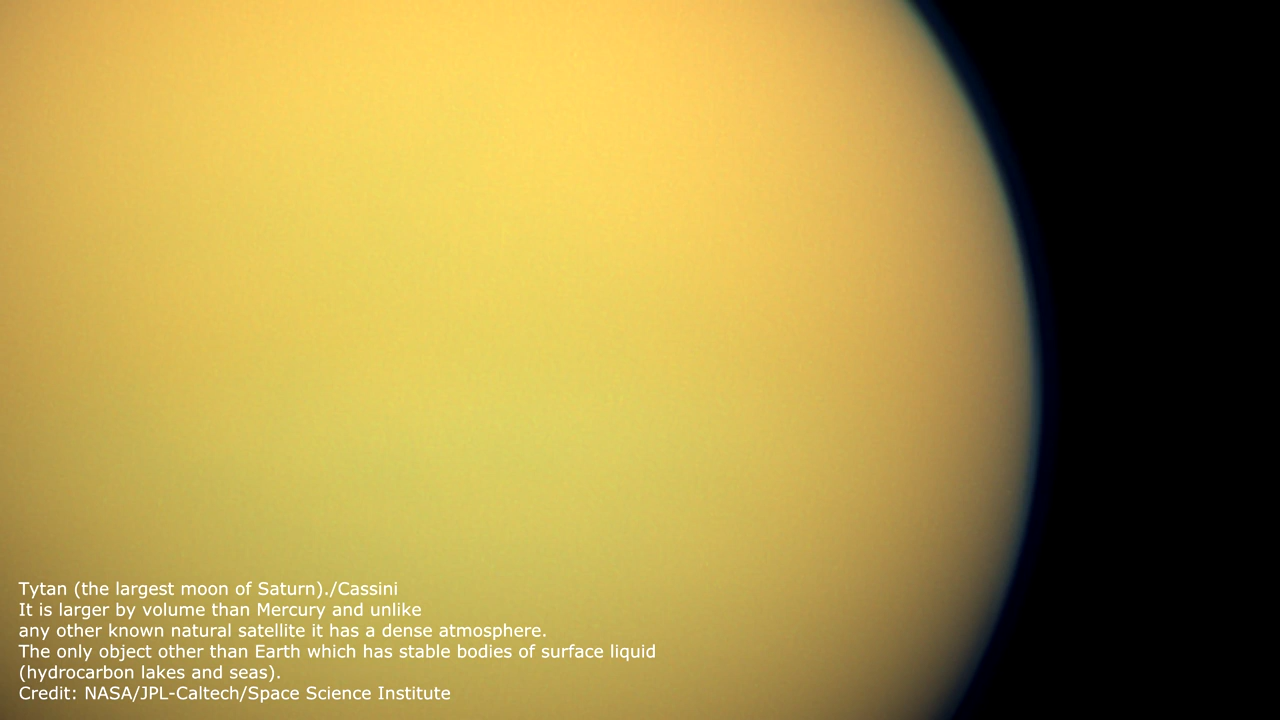 Tytan (the largest moon of Saturn)./Cassini
It is larger by volume than Mercury and unlike
any other known natural satellite it has a dense atmosphere.
The only object other than Earth which has stable bodies of surface liquid
(hydrocarbon lakes and seas).
Credit: NASA/JPL-Caltech/Space Science Institute